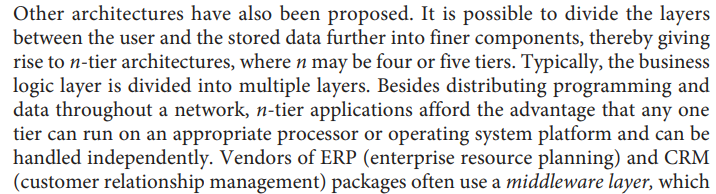 Other architectures have also been proposed. It is possible to divide the layers
between the user and the stored data further into finer components, thereby giving
rise to n-tier architectures, where n may be four or five tiers. Typically, the business
logic layer is divided into multiple layers. Besides distributing programming and
data throughout a network, n-tier applications afford the advantage that any one
tier can run on an appropriate processor or operating system platform and can be
handled independently. Vendors of ERP (enterprise resource planning) and CRM
(customer relationship management) packages often use a middleware layer, which